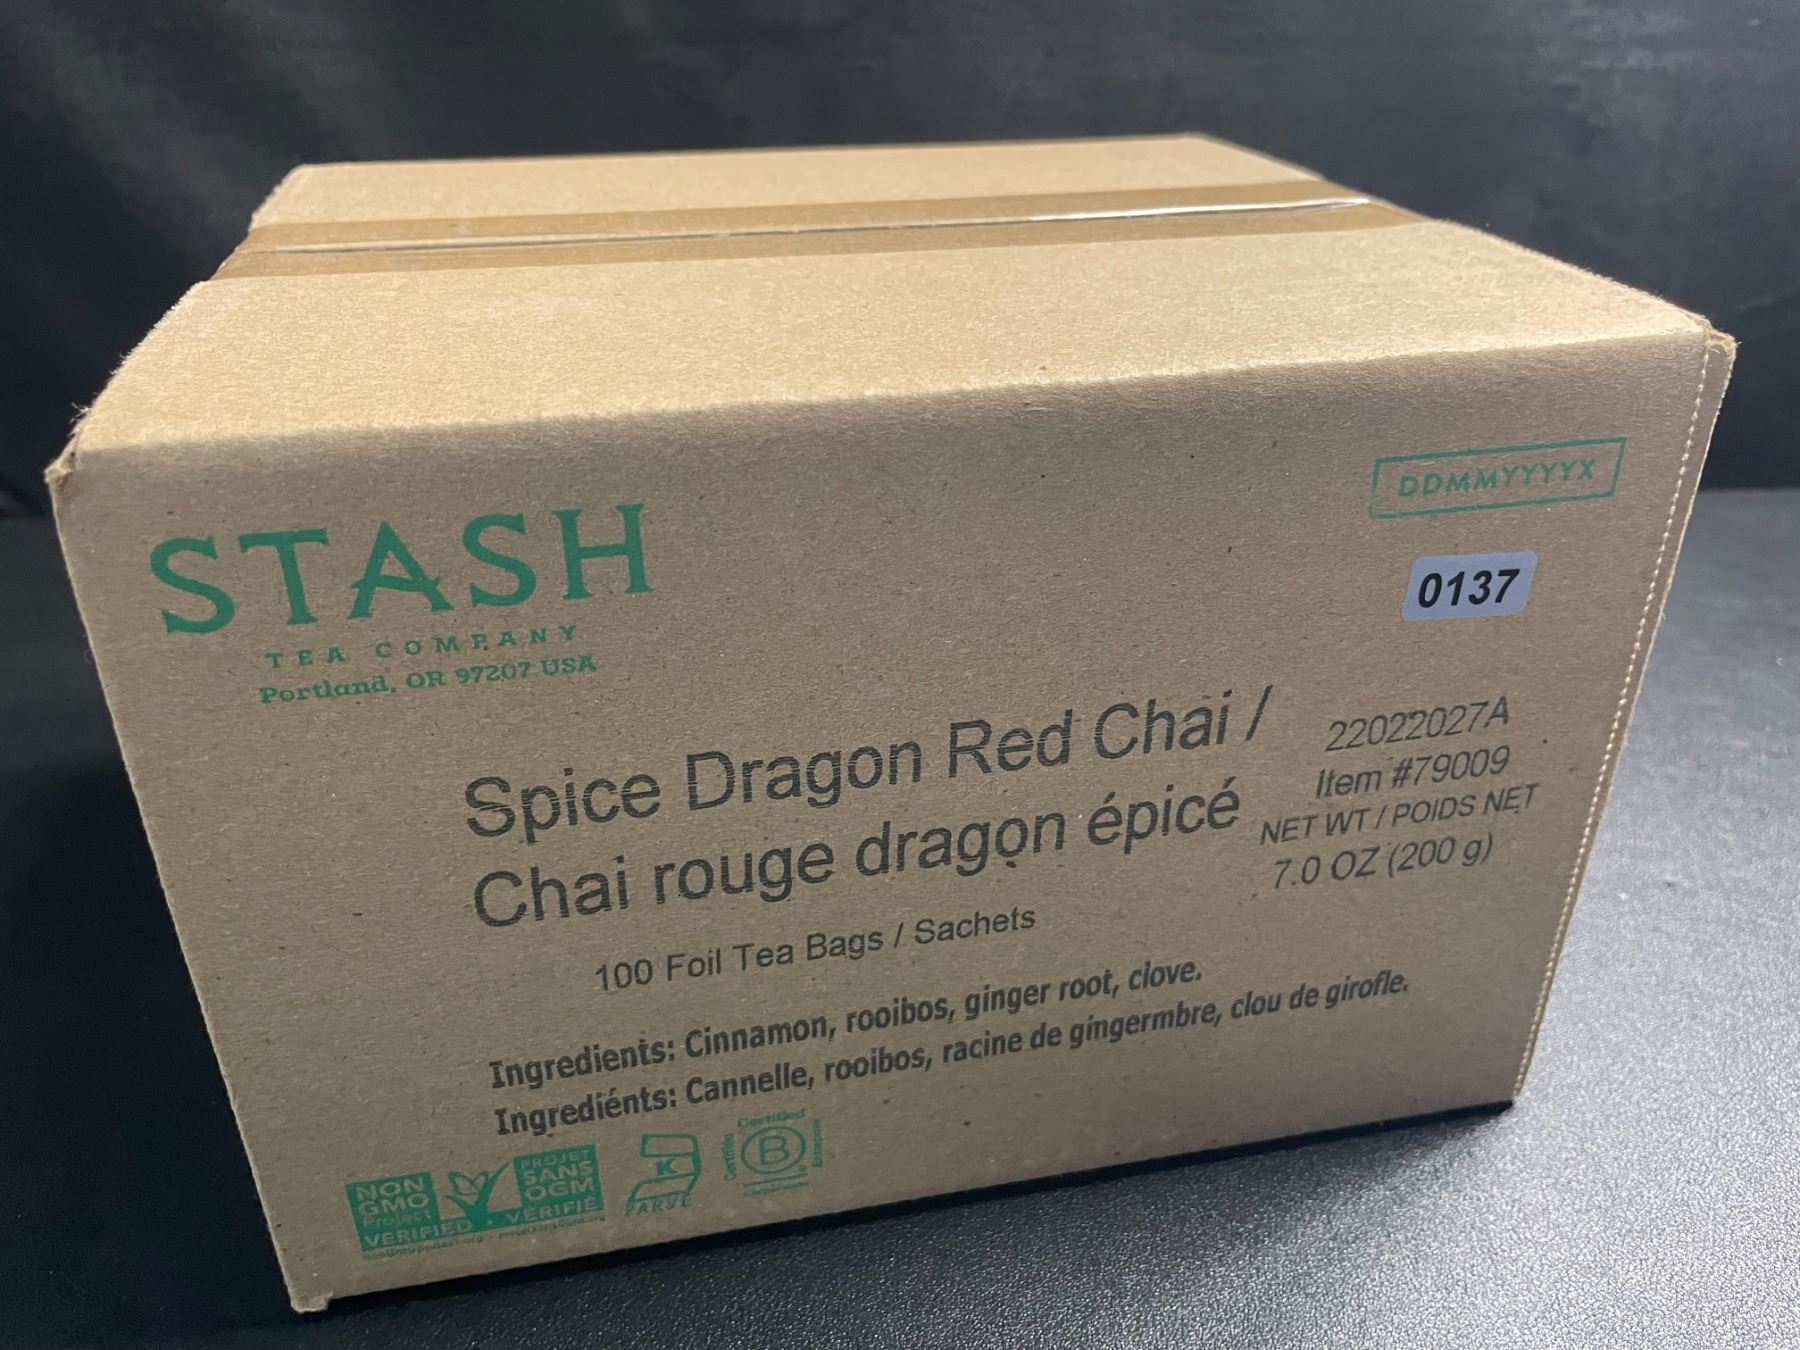 STASH
TEA COMPANY
Portland, OR 97207 USA
DDMMYYYYX
0137
Spice Dragon Red Chai /
Chai rouge dragon épicé
22022027A
Item #79009
NET WT / POIDS NET
7.0 OZ (200 g)
100 Foil Tea Bags / Sachets
Ingredients: Cinnamon, rooibos, ginger root, clove.
Ingrediénts: Cannelle, rooibos, racine de gingermbre, clou de girofle.
NON
GMO
Project
VERIFIED
PROJET
SANS
OGM
VÉRIFIÉ
K
PARVE
Certified
B